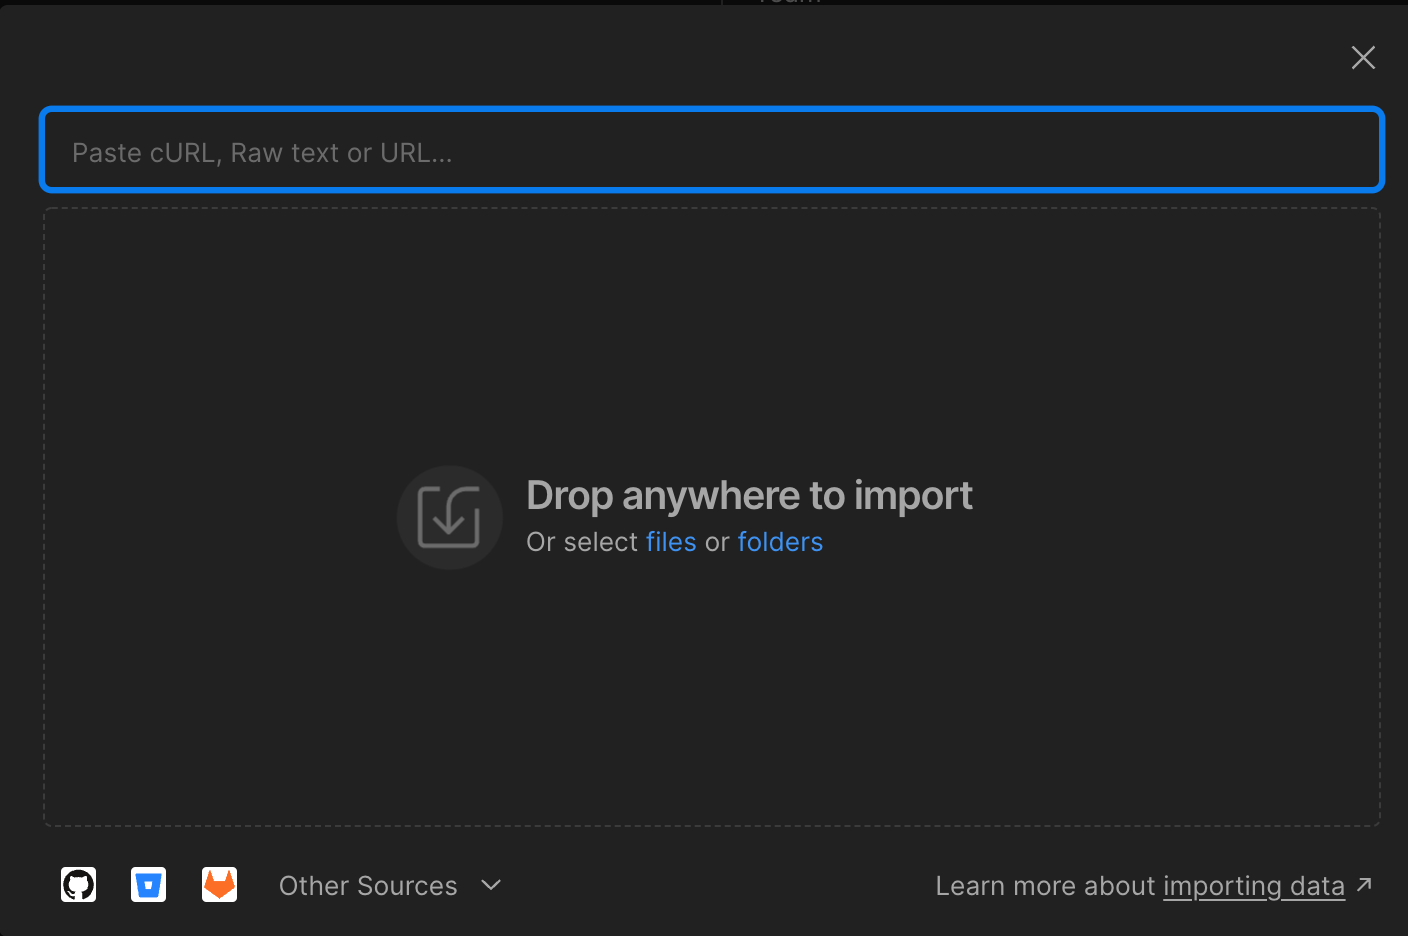 Paste cURL, Raw text or URL...
Drop anywhere to import
Or select files or folders
Other Sources
Learn more about importing data ↗